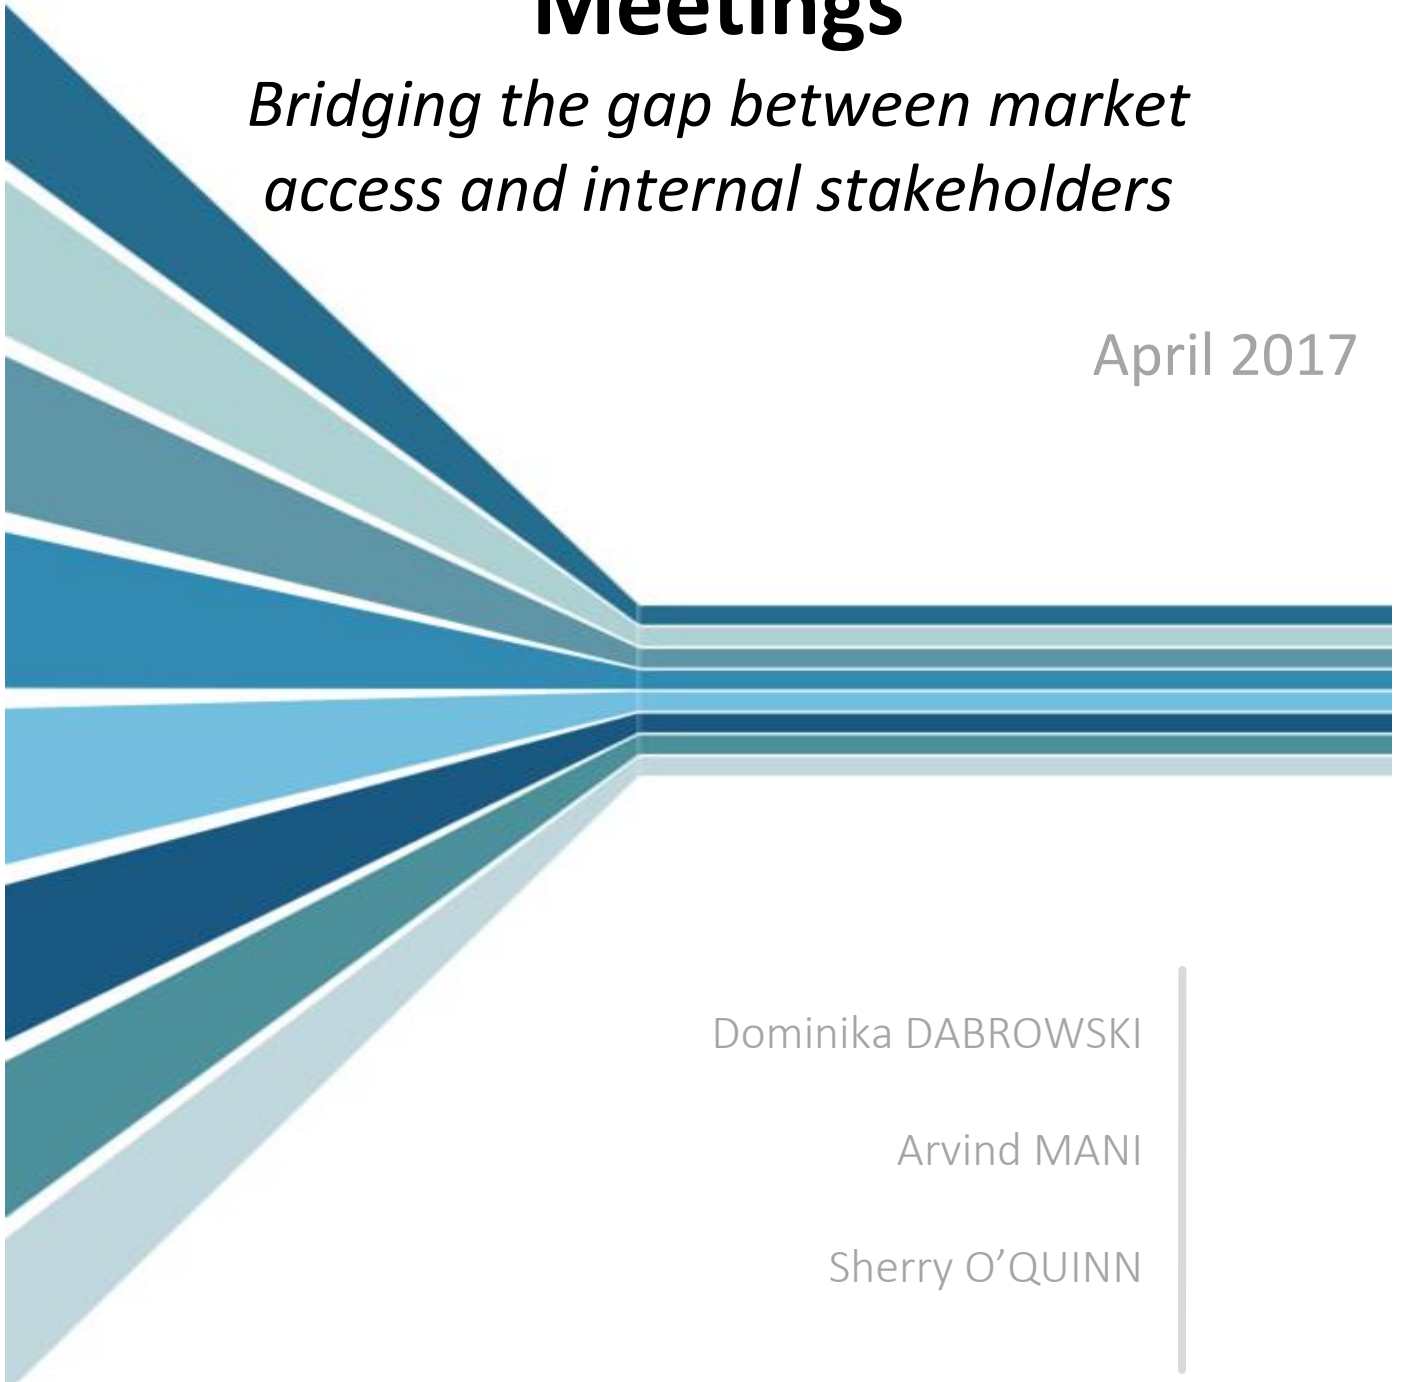 Meetings
Bridging the gap between market
access and internal stakeholders
April 2017
Dominika DABROWSKI
Arvind MANI
Sherry O’QUINN